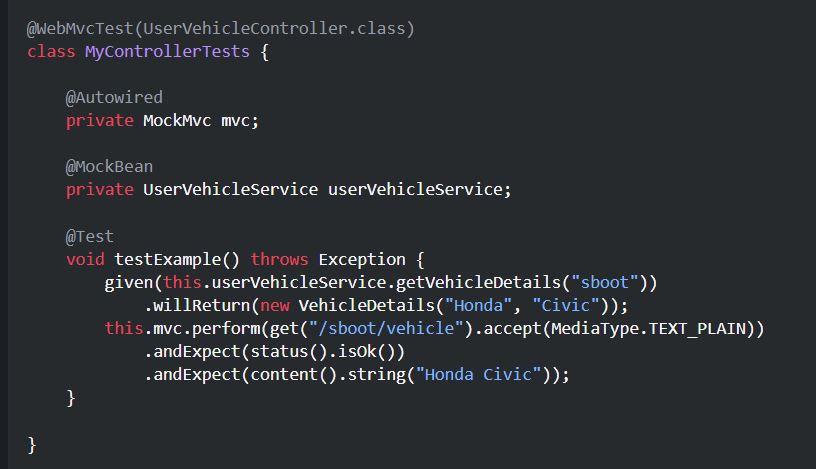 @WebMvcTest(UserVehicleController.class)
class MyControllerTests {
@Autowired
private MockMvc mvc;
@MockBean
private UserVehicleService userVehicleService;
@Test
void testExample() throws Exception {
given(this.userVehicleService.getVehicleDetails("sboot"))
.willReturn(new VehicleDetails("Honda", "Civic"));
this.mvc.perform(get("/sboot/vehicle").accept(MediaType.TEXT_PLAIN))
.andExpect(status().isOk())
.andExpect(content().string("Honda Civic"));
}
}